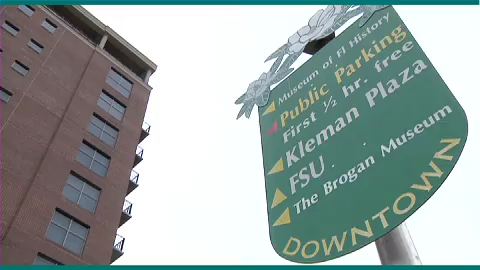 Museum of Fl History
Public Parking
First ½ hr. free
Kleman Plaza
FSU
The Brogan Museum
DOWNTOWN